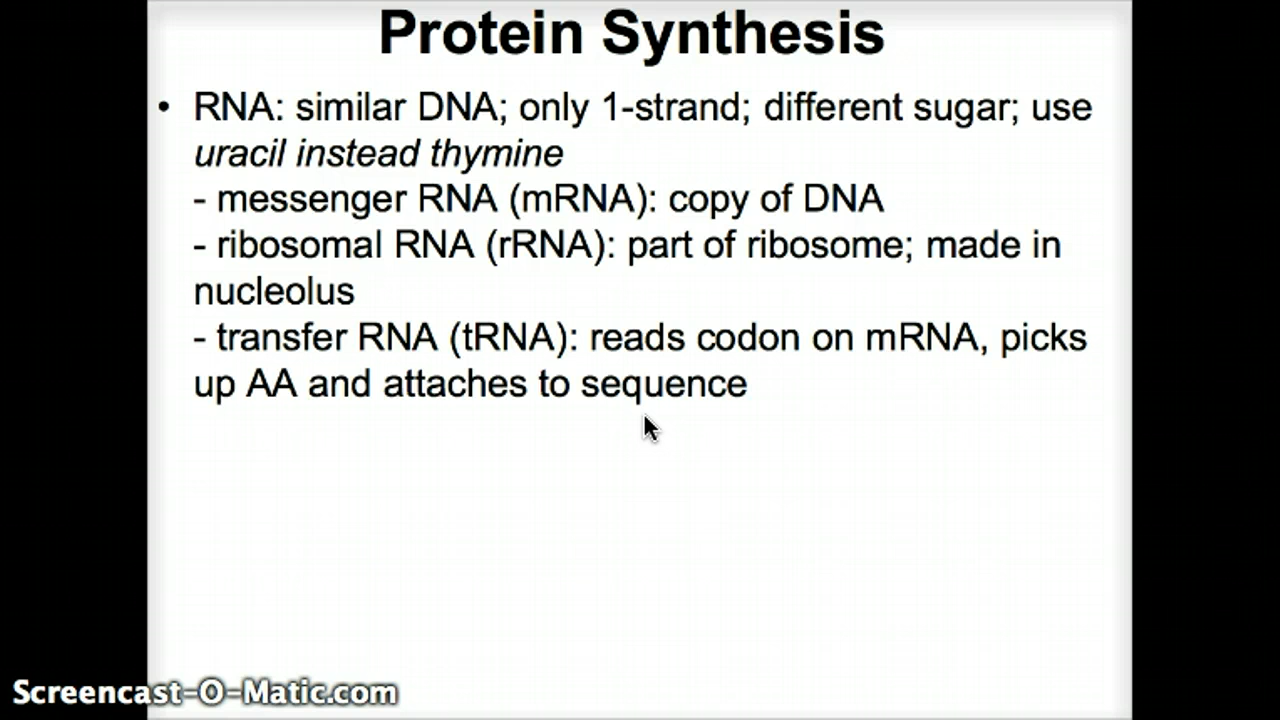 Protein Synthesis
• RNA: similar DNA; only 1-strand; different sugar; use
uracil instead thymine
- messenger RNA (mRNA): copy of DNA
- ribosomal RNA (rRNA): part of ribosome; made in
nucleolus
- transfer RNA (tRNA): reads codon on mRNA, picks
up AA and attaches to sequence
Screencast-O-Matic.com